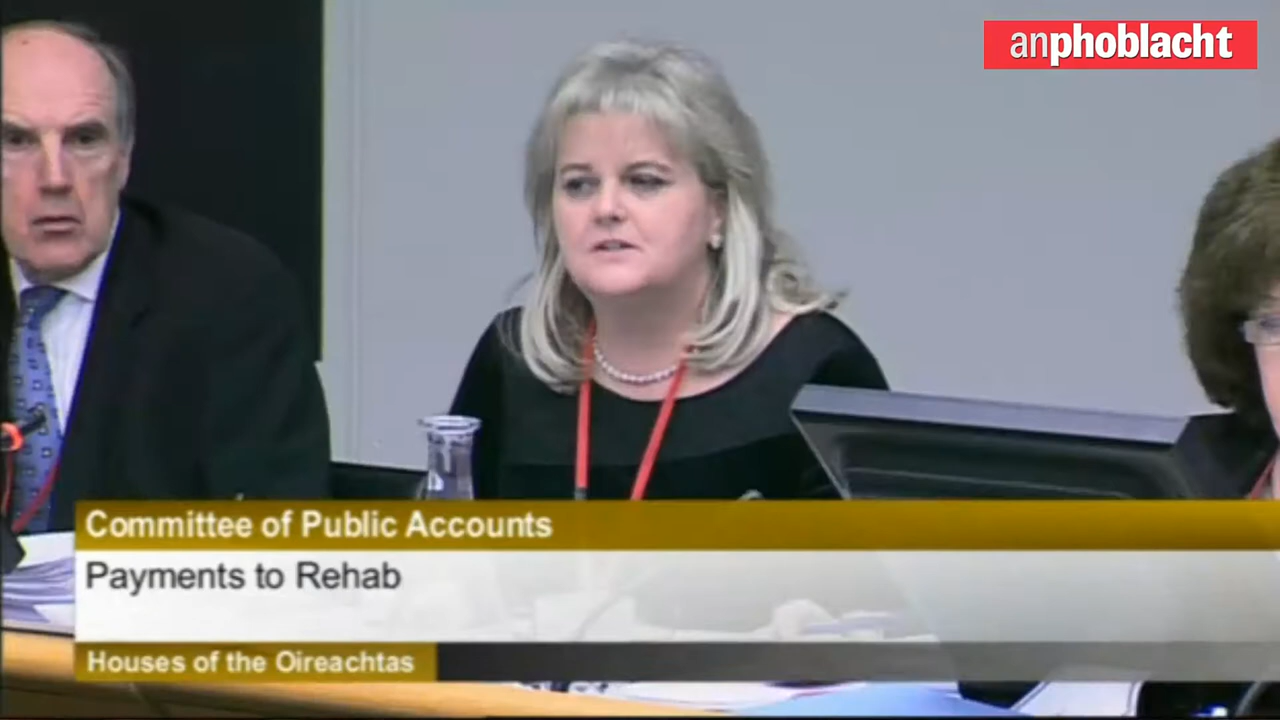 anphoblacht
Committee of Public Accounts
Payments to Rehab
Houses of the Oireachtas